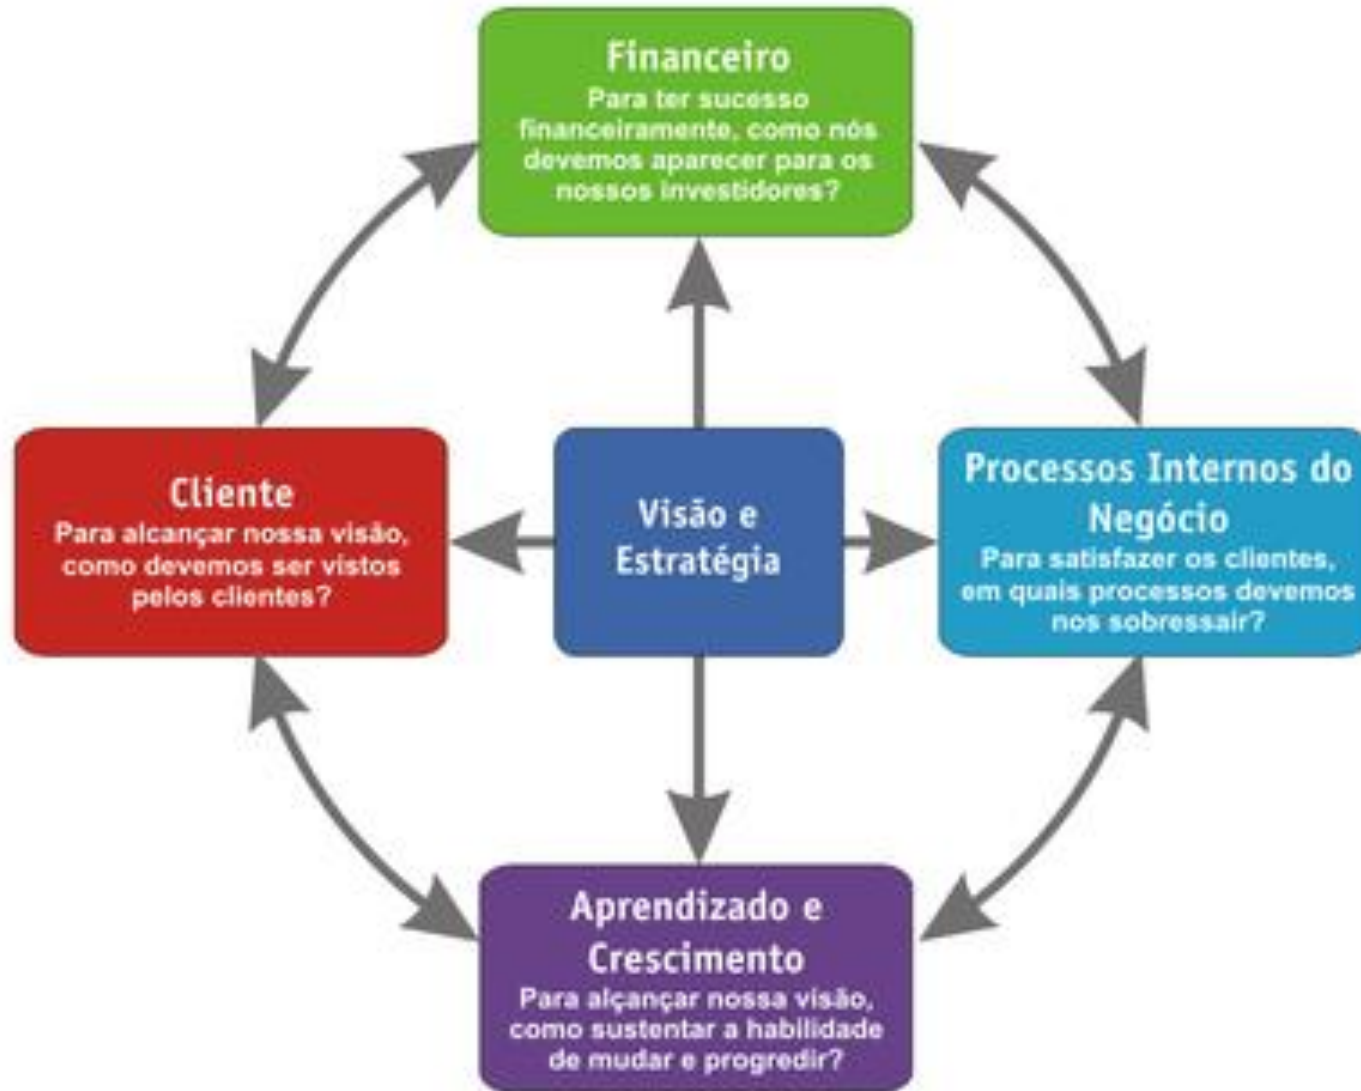 Financeiro
Para ter sucesso
financeiramente, como nós
devemos aparecer para os
nossos investidores?
Cliente
Para alcançar nossa visão,
como devemos ser vistos
pelos clientes?
Visão e
Estratégia
Processos Internos do
Negócio
Para satisfazer os clientes,
em quais processos devemos
nos sobressair?
Aprendizado e
Crescimento
Para alçançar nossa visão,
como sustentar a habilidade
de mudar e progredir?